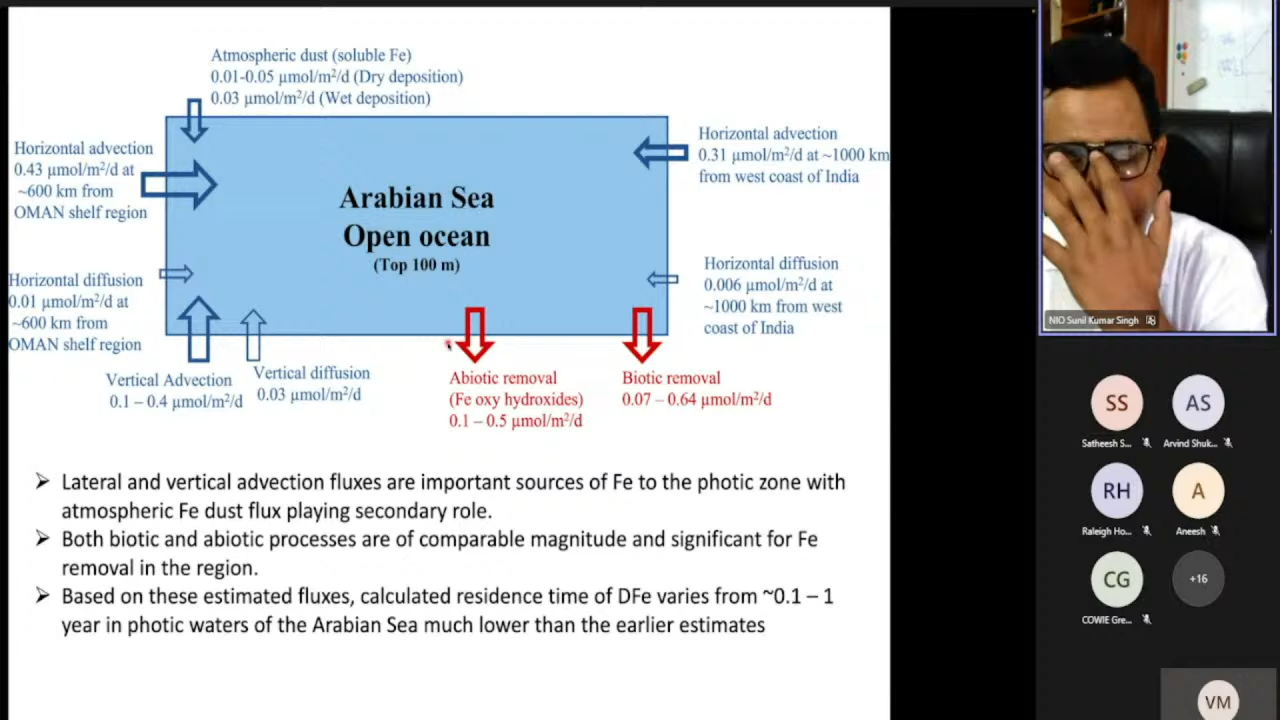 Atmospheric dust (soluble Fe)
0.01-0.05 µmol/m²/d (Dry deposition)
0.03 µmol/m²/d (Wet deposition)
Horizontal advection
0.43 µmol/m²/d at
~600 km from
OMAN shelf region
Horizontal advection
0.31 µmol/m²/d at ~1000 km
from west coast of India
Arabian Sea
Open ocean
(Top 100 m)
Horizontal diffusion
0.01 µmol/m²/d at
~600 km from
OMAN shelf region
Horizontal diffusion
0.006 µmol/m²/d at
~1000 km from west
coast of India
Vertical Advection
0.1 – 0.4 µmol/m²/d
Vertical diffusion
0.03 µmol/m²/d
Abiotic removal
(Fe oxy hydroxides)
0.1 – 0.5 µmol/m²/d
Biotic removal
0.07 – 0.64 µmol/m²/d
➢ Lateral and vertical advection fluxes are important sources of Fe to the photic zone with
atmospheric Fe dust flux playing secondary role.
➢ Both biotic and abiotic processes are of comparable magnitude and significant for Fe
removal in the region.
➢ Based on these estimated fluxes, calculated residence time of DFe varies from ~0.1 – 1
year in photic waters of the Arabian Sea much lower than the earlier estimates
NIO Sunil Kumar Singh
SS
AS
Satheesh S...
Arvind Shuk...
RH
A
Raleigh Ho...
Aneesh
CG
+16
COWIE Gre...
VM